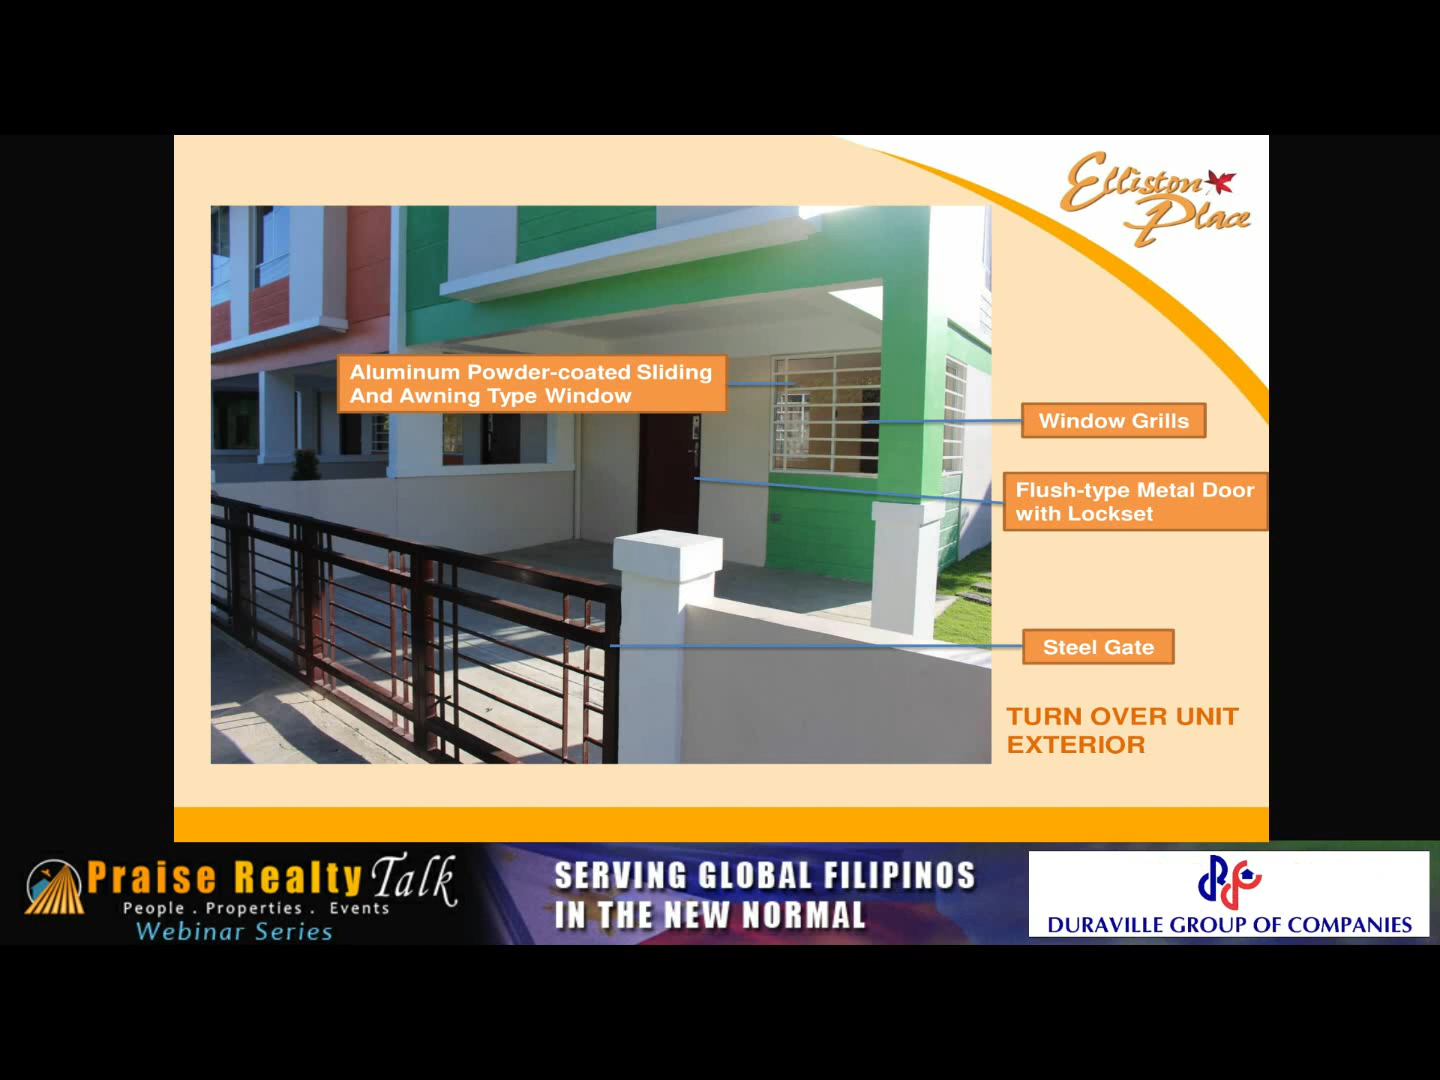 Elliston
Place
Aluminum Powder-coated Sliding
And Awning Type Window
Window Grills
Flush-type Metal Door
with Lockset
Steel Gate
TURN OVER UNIT
EXTERIOR
Praise Realty Talk
People . Properties . Events
Webinar Series
SERVING GLOBAL FILIPINOS
IN THE NEW NORMAL
DURAVILLE GROUP OF COMPANIES